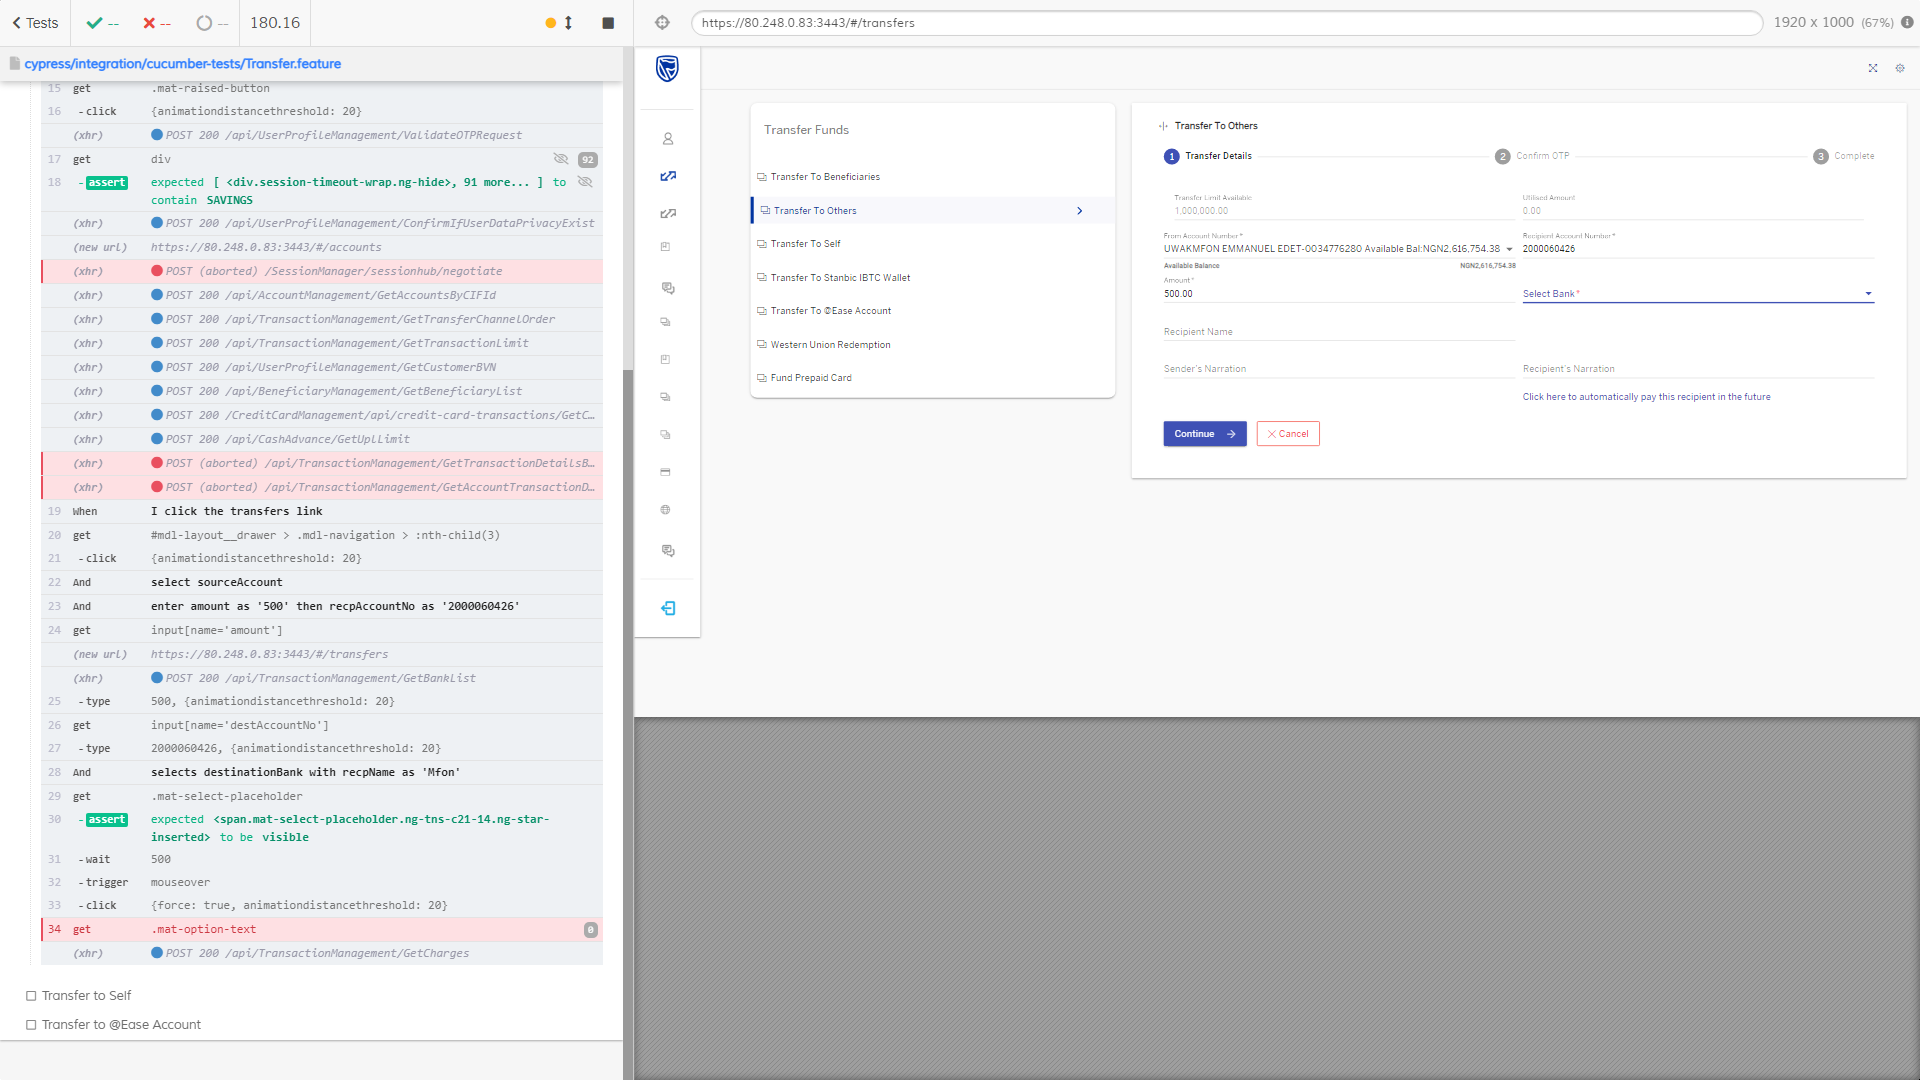 Tests
--
--
--
180.16
https://80.248.0.83:3443/#/transfers
1920 x 1000 (67%)
cypress/integration/cucumber-tests/Transfer.feature
15 get .mat-raised-button
16 -click {animationdistancethreshold: 20}
(xhr) POST 200 /api/UserProfileManagement/ValidateOTPRequest
17 get div 92
18 -assert expected [ <div.session-timeout-wrap.ng-hide>, 91 more... ] to
contain SAVINGS
(xhr) POST 200 /api/UserProfileManagement/ConfirmIfUserDataPrivacyExist
(new url) https://80.248.0.83:3443/#/accounts
(xhr) POST (aborted) /SessionManager/sessionhub/negotiate
(xhr) POST 200 /api/AccountManagement/GetAccountsByCIFId
(xhr) POST 200 /api/TransactionManagement/GetTransferChannelOrder
(xhr) POST 200 /api/TransactionManagement/GetTransactionLimit
(xhr) POST 200 /api/UserProfileManagement/GetCustomerBVN
(xhr) POST 200 /api/BeneficiaryManagement/GetBeneficiaryList
(xhr) POST 200 /CreditCardManagement/api/credit-card-transactions/GetC…
(xhr) POST 200 /api/CashAdvance/GetUplLimit
(xhr) POST (aborted) /api/TransactionManagement/GetTransactionDetailsB…
(xhr) POST (aborted) /api/TransactionManagement/GetAccountTransactionD…
19 When I click the transfers link
20 get #mdl-layout__drawer > .mdl-navigation > :nth-child(3)
21 -click {animationdistancethreshold: 20}
22 And select sourceAccount
23 And enter amount as '500' then recpAccountNo as '2000060426'
24 get input[name='amount']
(new url) https://80.248.0.83:3443/#/transfers
(xhr) POST 200 /api/TransactionManagement/GetBankList
25 -type 500, {animationdistancethreshold: 20}
26 get input[name='destAccountNo']
27 -type 2000060426, {animationdistancethreshold: 20}
28 And selects destinationBank with recpName as 'Mfon'
29 get .mat-select-placeholder
30 -assert expected <span.mat-select-placeholder.ng-tns-c21-14.ng-star-
inserted> to be visible
31 -wait 500
32 -trigger mouseover
33 -click {force: true, animationdistancethreshold: 20}
34 get .mat-option-text 0
(xhr) POST 200 /api/TransactionManagement/GetCharges
Transfer to Self
Transfer to @Ease Account
Transfer Funds
Transfer To Beneficiaries
Transfer To Others
Transfer To Self
Transfer To Stanbic IBTC Wallet
Transfer To @Ease Account
Western Union Redemption
Fund Prepaid Card
Transfer To Others
1 Transfer Details
2 Confirm OTP
3 Complete
Transfer Limit Available
1,000,000.00
Utilised Amount
0.00
From Account Number *
UWAKMFON EMMANUEL EDET-0034776280 Available Bal:NGN2,616,754.38
Recipient Account Number *
2000060426
Available Balance NGN2,616,754.38
Amount *
500.00
Select Bank *
Recipient Name
Sender's Narration
Recipient's Narration
Click here to automatically pay this recipient in the future
Continue
Cancel